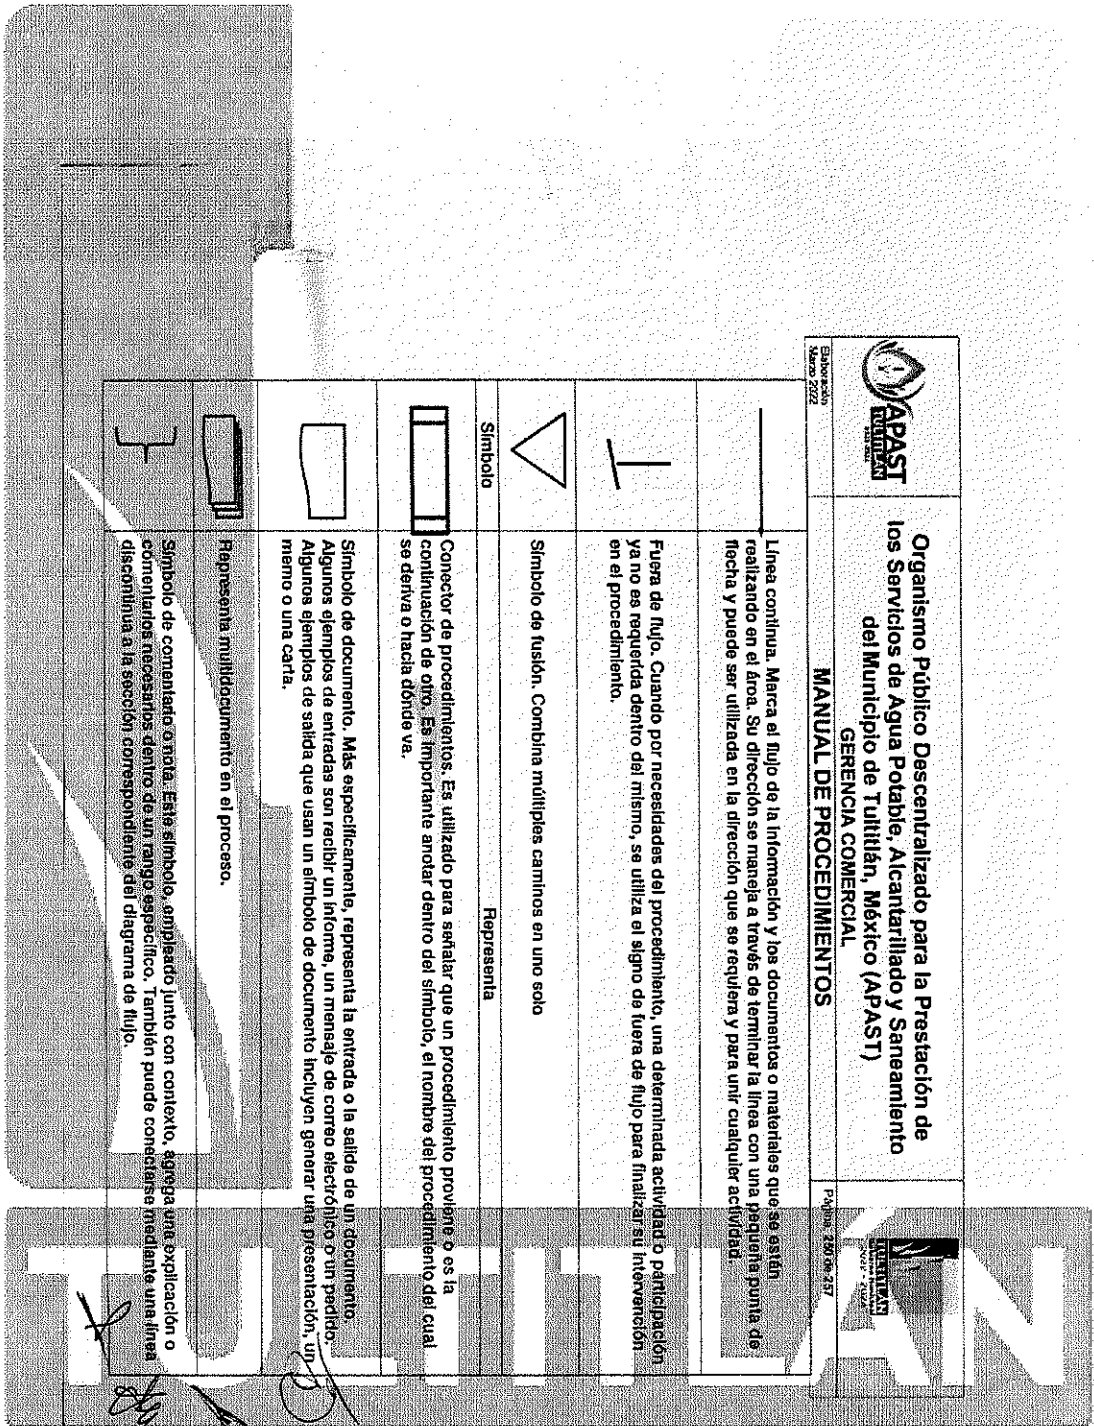 APAST
TULTITLÁN
Organismo Público Descentralizado para la Prestación de
los Servicios de Agua Potable, Alcantarillado y Saneamiento
del Municipio de Tultitlán, México (APAST)
GERENCIA COMERCIAL
MANUAL DE PROCEDIMIENTOS
TULTITLÁN
Elaboración
Marzo 2022
Página 250 de 257
Línea continua. Marca el flujo de la información y los documentos o materiales que se están
realizando en el área. Su dirección se maneja a través de terminar la línea con una pequeña punta de
flecha y puede ser utilizada en la dirección que se requiera y para unir cualquier actividad.
Fuera de flujo. Cuando por necesidades del procedimiento, una determinada actividad o participación
ya no es requerida dentro del mismo, se utiliza el signo de fuera de flujo para finalizar su intervención
en el procedimiento.
Símbolo de fusión. Combina múltiples caminos en uno solo
Símbolo Representa
Conector de procedimientos. Es utilizado para señalar que un procedimiento proviene o es la
continuación de otro. Es importante anotar dentro del símbolo, el nombre del procedimiento del cual
se deriva o hacia dónde va.
Símbolo de documento. Más específicamente, representa la entrada o la salida de un documento.
Algunos ejemplos de entradas son recibir un informe, un mensaje de correo electrónico o un pedido.
Algunos ejemplos de salida que usan un símbolo de documento incluyen generar una presentación, un
memo o una carta.
Representa multidocumento en el proceso.
Símbolo de comentario o nota. Este símbolo, empleado junto con contexto, agrega una explicación o
comentarios necesarios dentro de un rango específico. También puede conectarse mediante una línea
discontinua a la sección correspondiente del diagrama de flujo.
TULTITLÁN